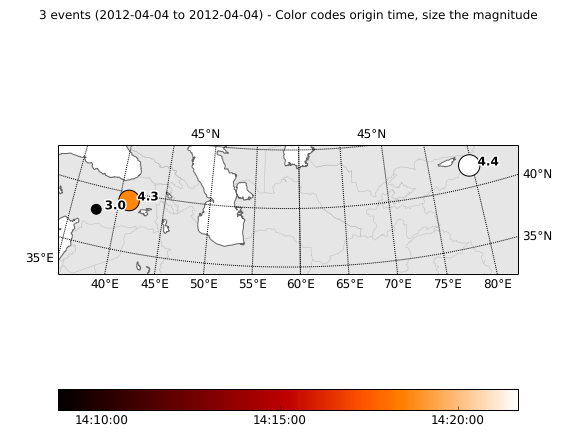 3 events (2012-04-04 to 2012-04-04) - Color codes origin time, size the magnitude
45°N 45°N
4.4
40°N
4.3
3.0
35°N
35°E
40°E 45°E 50°E 55°E 60°E 65°E 70°E 75°E 80°E
14:10:00 14:15:00 14:20:00